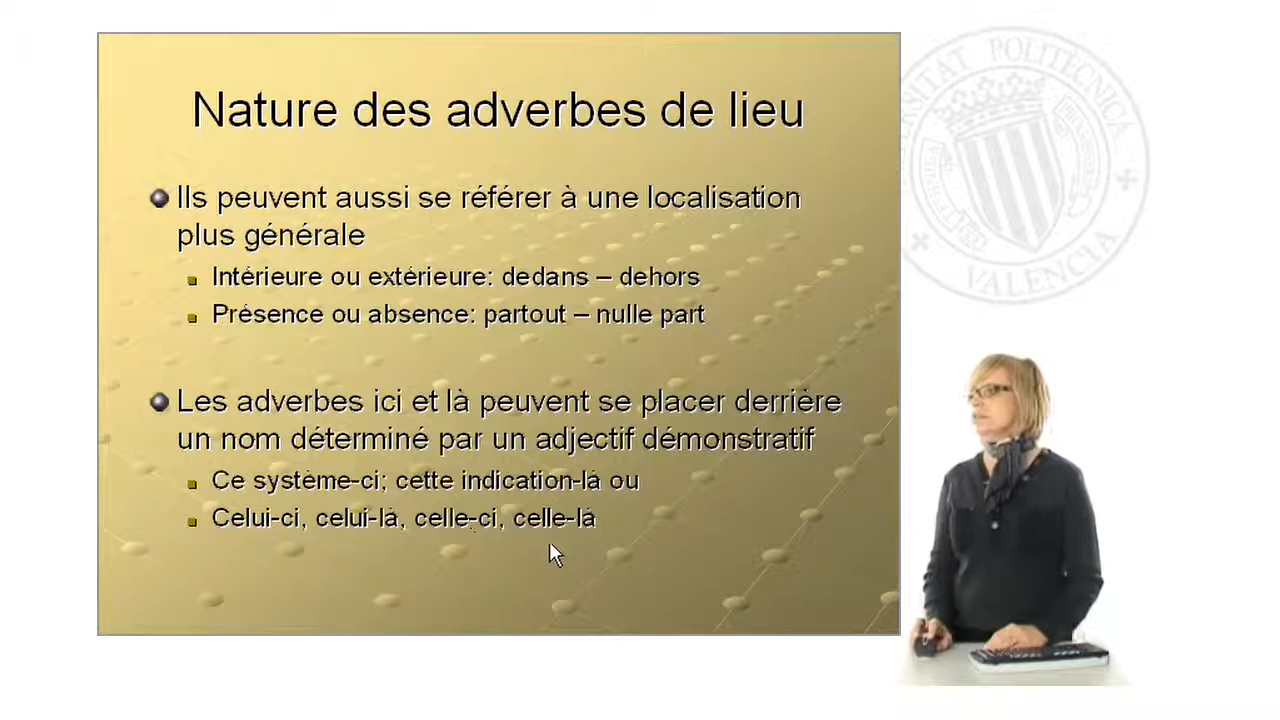 Nature des adverbes de lieu
Ils peuvent aussi se référer à une localisation
plus générale
Intérieure ou extérieure: dedans – dehors
Présence ou absence: partout – nulle part
Les adverbes ici et là peuvent se placer derrière
un nom déterminé par un adjectif démonstratif
Ce système-ci; cette indication-là ou
Celui-ci, celui-là, celle-ci, celle-là
POLITECNICA
VALENCIA